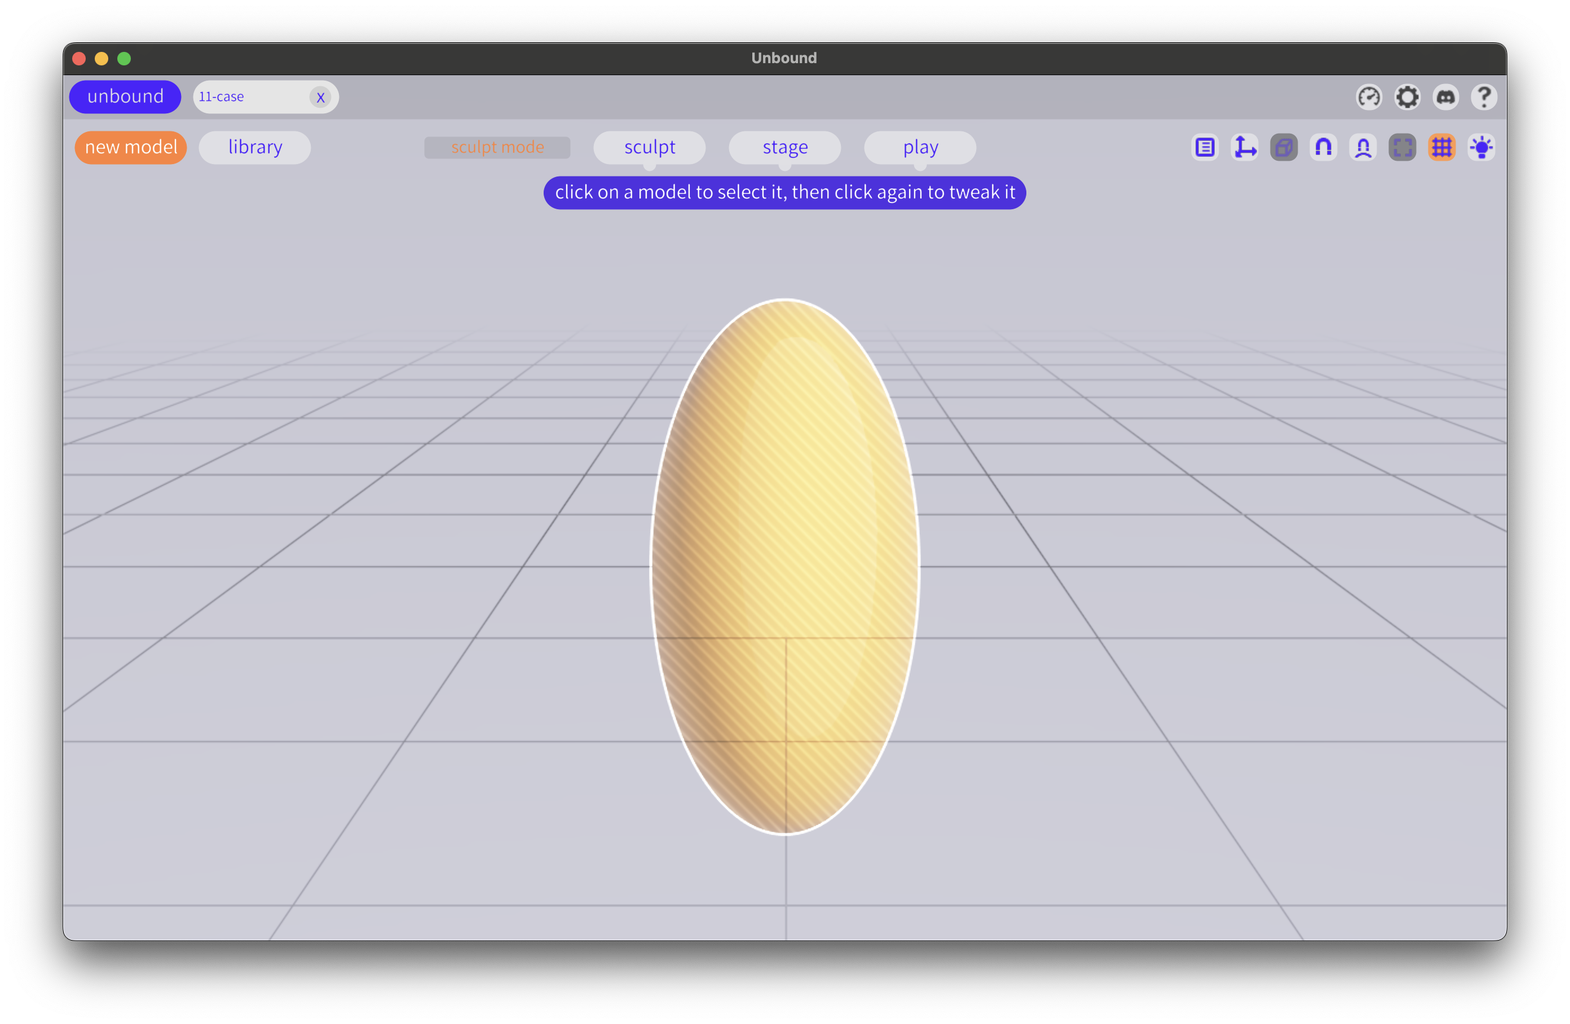 Unbound
unbound
11-case
X
?
new model
library
sculpt mode
sculpt
stage
play
click on a model to select it, then click again to tweak it